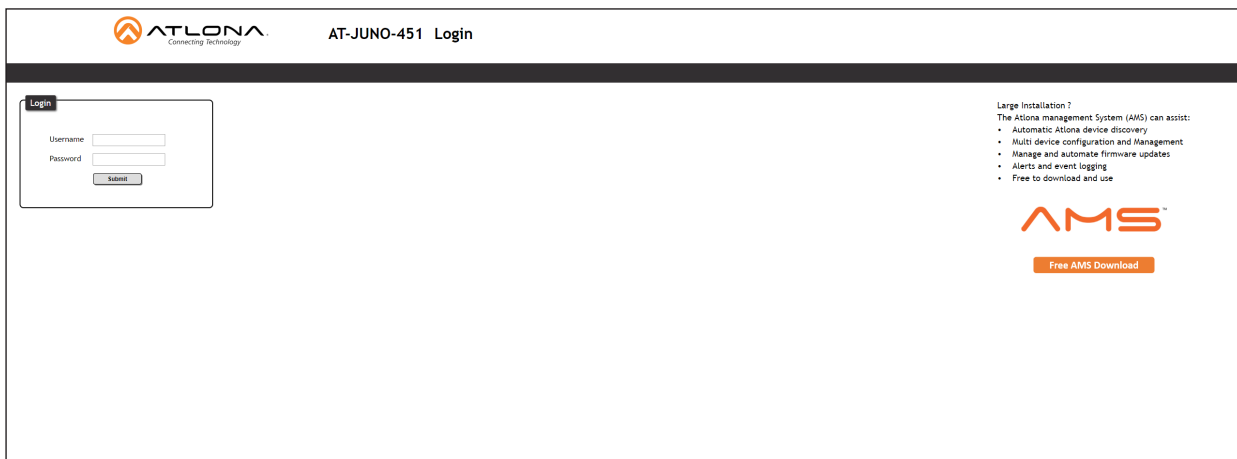 ATLONA.
Connecting Technology
AT-JUNO-451 Login
Login
Username
Password
Submit
Large Installation ?
The Atlona management System (AMS) can assist:
• Automatic Atlona device discovery
• Multi device configuration and Management
• Manage and automate firmware updates
• Alerts and event logging
• Free to download and use
AMS™
Free AMS Download